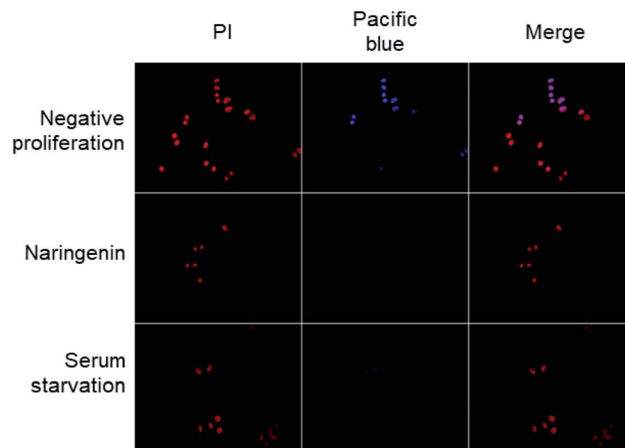 PI
Pacific
blue
Merge
Negative
proliferation
Naringenin
Serum
starvation